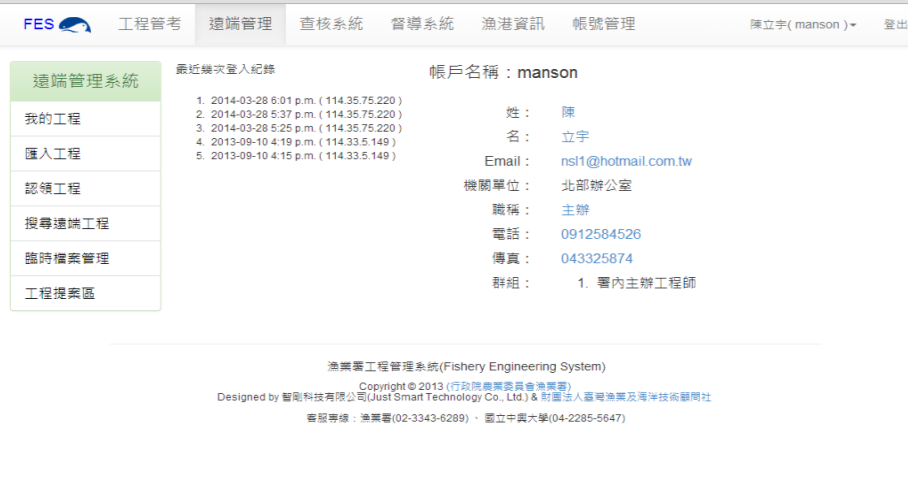 FES 工程管考 遠端管理 查核系統 督導系統 漁港資訊 帳號管理 陳立宇( manson ) 登出
遠端管理系統
我的工程
匯入工程
認領工程
搜尋遠端工程
臨時檔案管理
工程提案區
最近幾次登入紀錄
1. 2014-03-28 6:01 p.m. ( 114.35.75.220 )
2. 2014-03-28 5:37 p.m. ( 114.35.75.220 )
3. 2014-03-28 5:25 p.m. ( 114.35.75.220 )
4. 2013-09-10 4:19 p.m. ( 114.33.5.149 )
5. 2013-09-10 4:15 p.m. ( 114.33.5.149 )
帳戶名稱：manson
姓： 陳
名： 立宇
Email： nsl1@hotmail.com.tw
機關單位： 北部辦公室
職稱： 主辦
電話： 0912584526
傳真： 043325874
群組： 1. 署內主辦工程師
漁業署工程管理系統(Fishery Engineering System)
Copyright © 2013 (行政院農業委員會漁業署)
Designed by 智剛科技有限公司(Just Smart Technology Co., Ltd.) & 財團法人臺灣漁業及海洋技術顧問社
客服專線：漁業署(02-3343-6289) 、 國立中興大學(04-2285-5647)